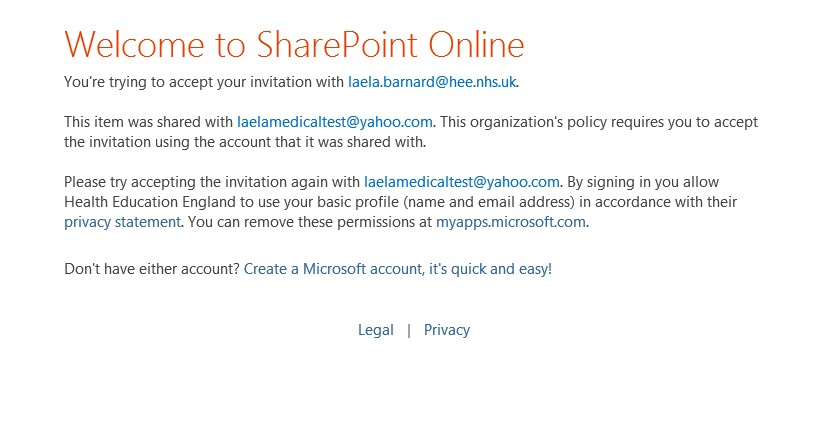 Welcome to SharePoint Online
You're trying to accept your invitation with laela.barnard@hee.nhs.uk.
This item was shared with laelamedicaltest@yahoo.com. This organization's policy requires you to accept
the invitation using the account that it was shared with.
Please try accepting the invitation again with laelamedicaltest@yahoo.com. By signing in you allow
Health Education England to use your basic profile (name and email address) in accordance with their
privacy statement. You can remove these permissions at myapps.microsoft.com.
Don't have either account? Create a Microsoft account, it's quick and easy!
Legal | Privacy